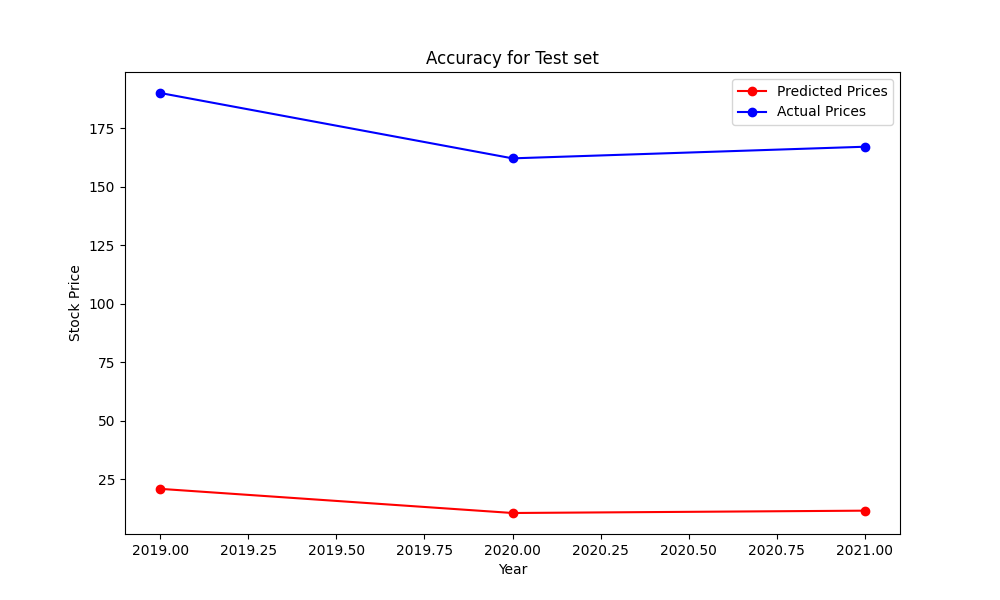 Accuracy for Test set
Predicted Prices
Actual Prices
175
150
125
100
75
50
25
Stock Price
2019.00 2019.25 2019.50 2019.75 2020.00 2020.25 2020.50 2020.75 2021.00
Year